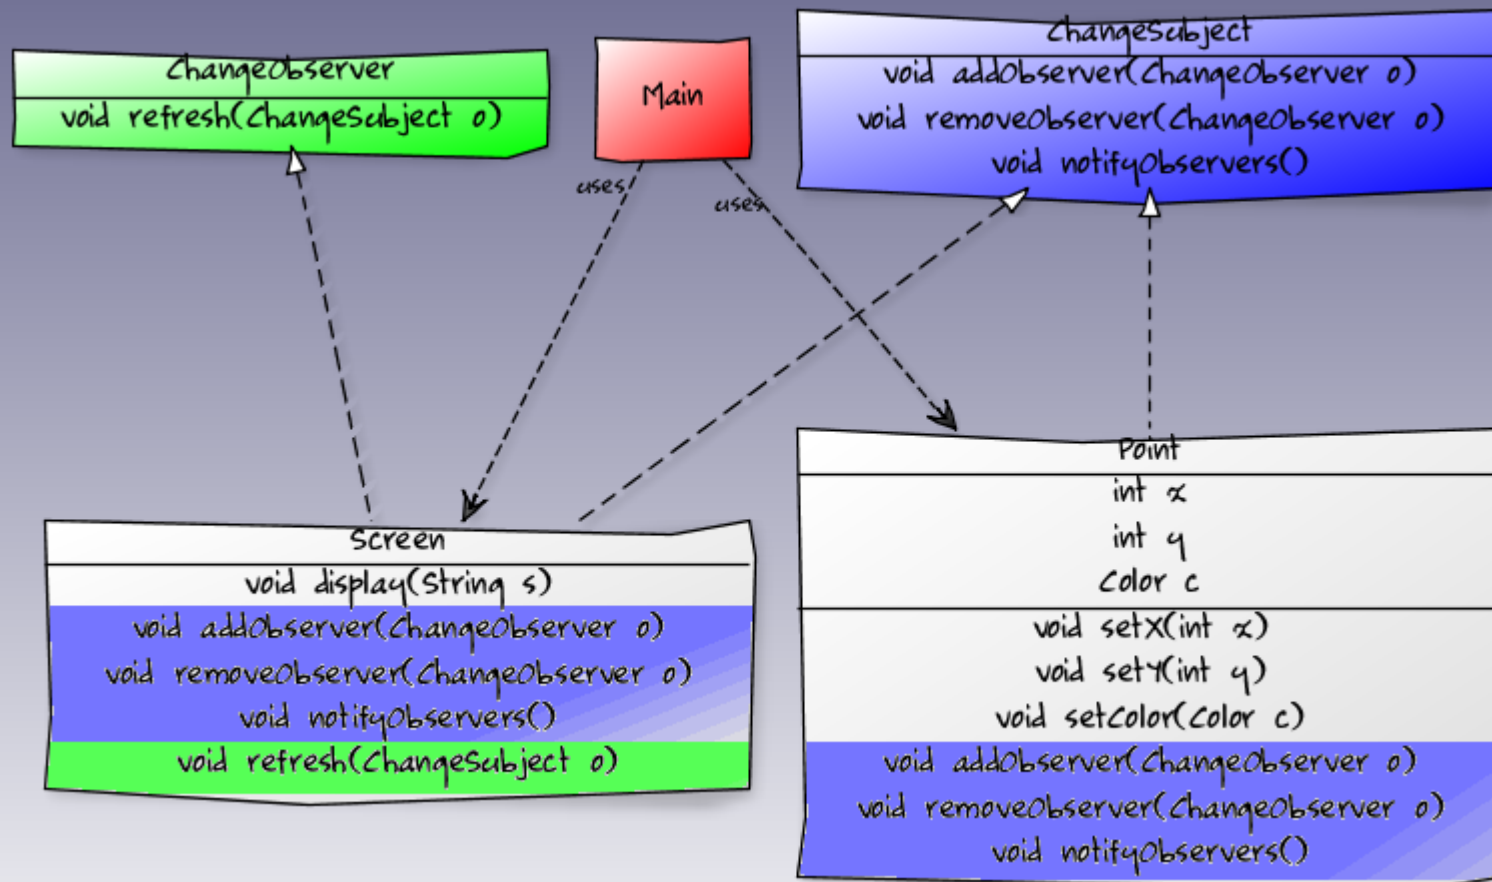 ChangeObserver
void refresh(ChangeSubject o)
Main
ChangeSubject
void addObserver(ChangeObserver o)
void removeObserver(ChangeObserver o)
void notifyObservers()
uses
uses
Screen
void display(String s)
void addObserver(ChangeObserver o)
void removeObserver(ChangeObserver o)
void notifyObservers()
void refresh(ChangeSubject o)
Point
int x
int y
Color c
void setX(int x)
void setY(int y)
void setColor(Color c)
void addObserver(ChangeObserver o)
void removeObserver(ChangeObserver o)
void notifyObservers()